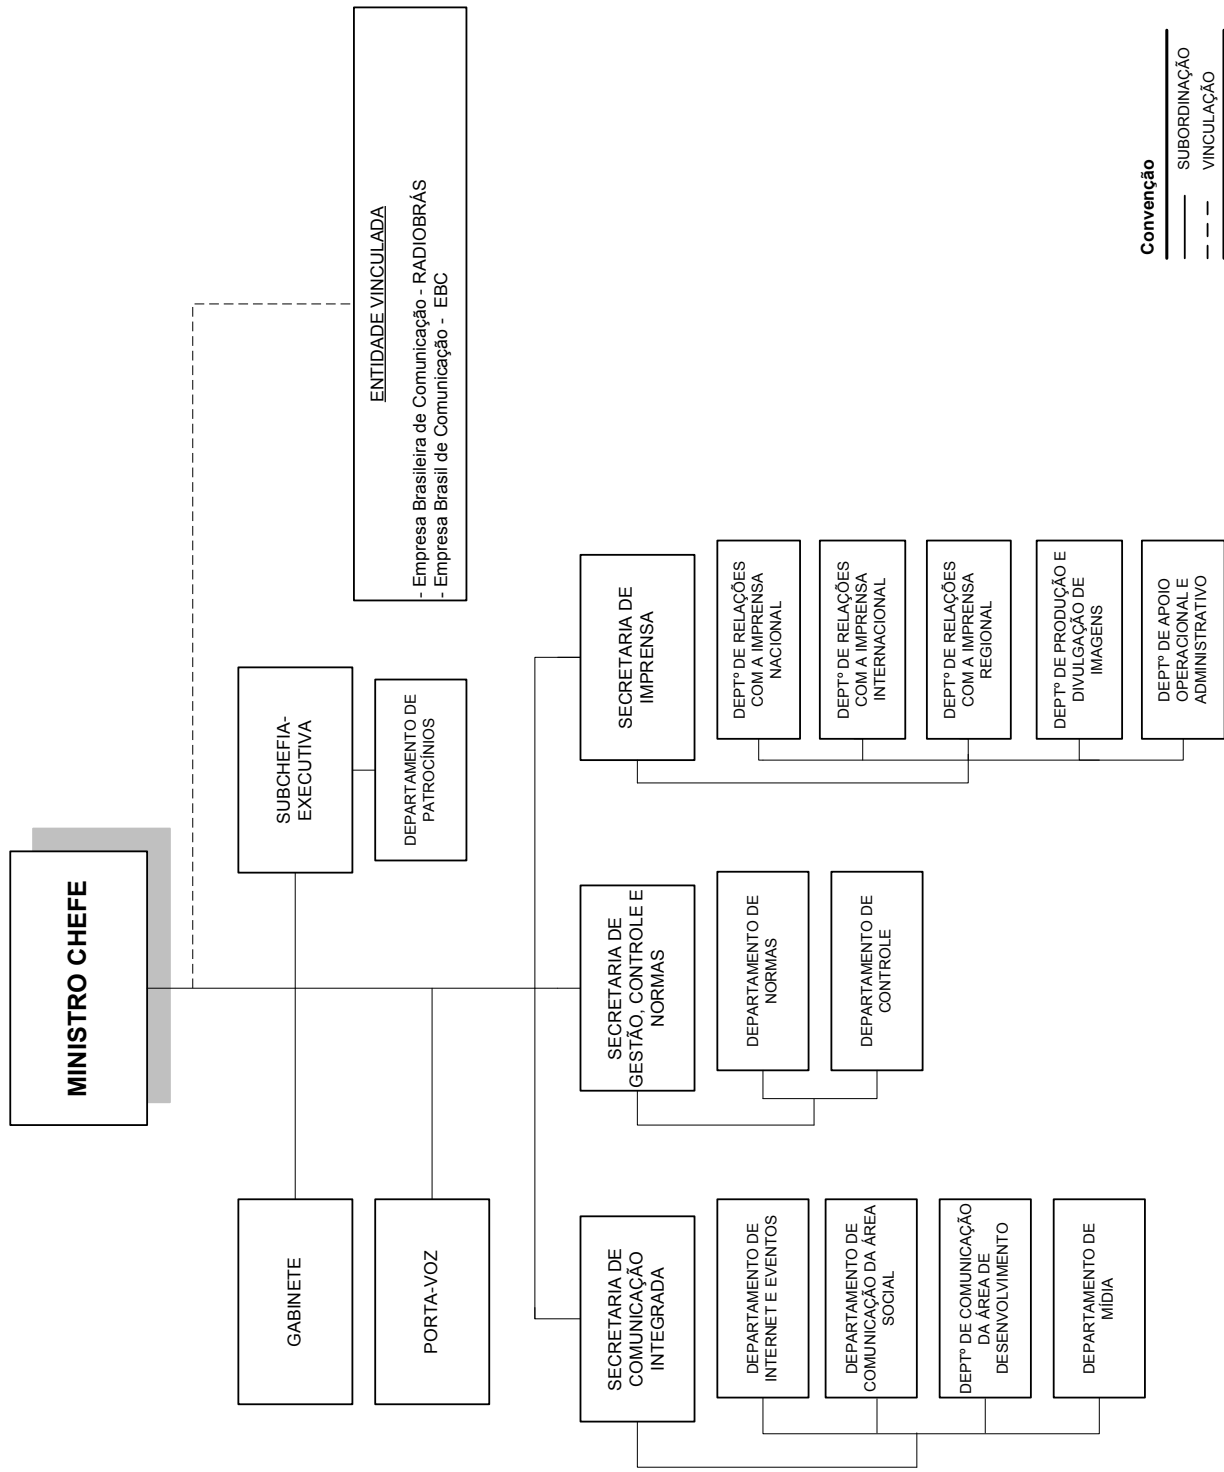 MINISTRO CHEFE
GABINETE
SUBCHEFIA-
EXECUTIVA
PORTA-VOZ
DEPARTAMENTO DE
PATROCÍNIOS
ENTIDADE VINCULADA
- Empresa Brasileira de Comunicação - RADIOBRÁS
- Empresa Brasil de Comunicação -  EBC
SECRETARIA DE
COMUNICAÇÃO
INTEGRADA
DEPARTAMENTO DE
INTERNET E EVENTOS
DEPARTAMENTO DE
COMUNICAÇÃO DA ÁREA
SOCIAL
DEPTº DE COMUNICAÇÃO
DA ÁREA DE
DESENVOLVIMENTO
DEPARTAMENTO DE
MÍDIA
SECRETARIA DE
GESTÃO, CONTROLE E
NORMAS
DEPARTAMENTO DE
NORMAS
DEPARTAMENTO DE
CONTROLE
SECRETARIA DE
IMPRENSA
DEPTº DE RELAÇÕES
COM A IMPRENSA
NACIONAL
DEPTº DE RELAÇÕES
COM A IMPRENSA
INTERNACIONAL
DEPTº DE RELAÇÕES
COM A IMPRENSA
REGIONAL
DEPTº DE PRODUÇÃO E
DIVULGAÇÃO DE
IMAGENS
DEPTº DE APOIO
OPERACIONAL E
ADMINISTRATIVO
Convenção
SUBORDINAÇÃO
VINCULAÇÃO